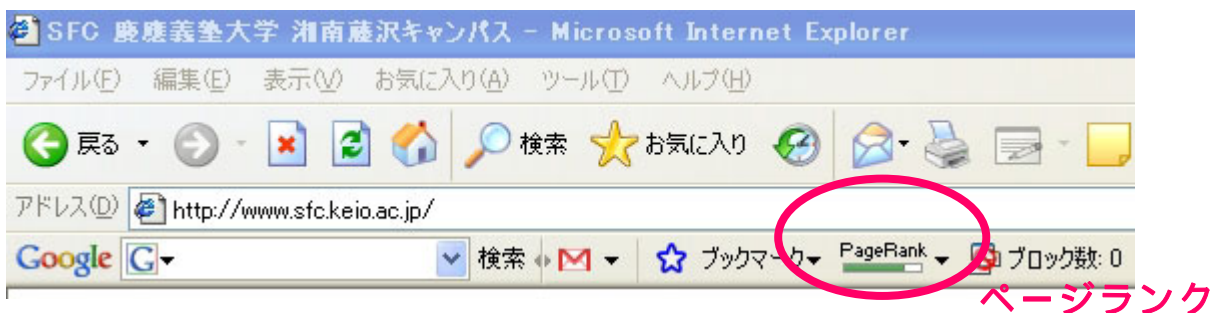 SFC 慶應義塾大学 湘南藤沢キャンパス - Microsoft Internet Explorer
ファイル(F) 編集(E) 表示(V) お気に入り(A) ツール(T) ヘルプ(H)
戻る 検索 お気に入り
アドレス(D) http://www.sfc.keio.ac.jp/
Google G 検索 ブックマーク PageRank ブロック数: 0
ページランク